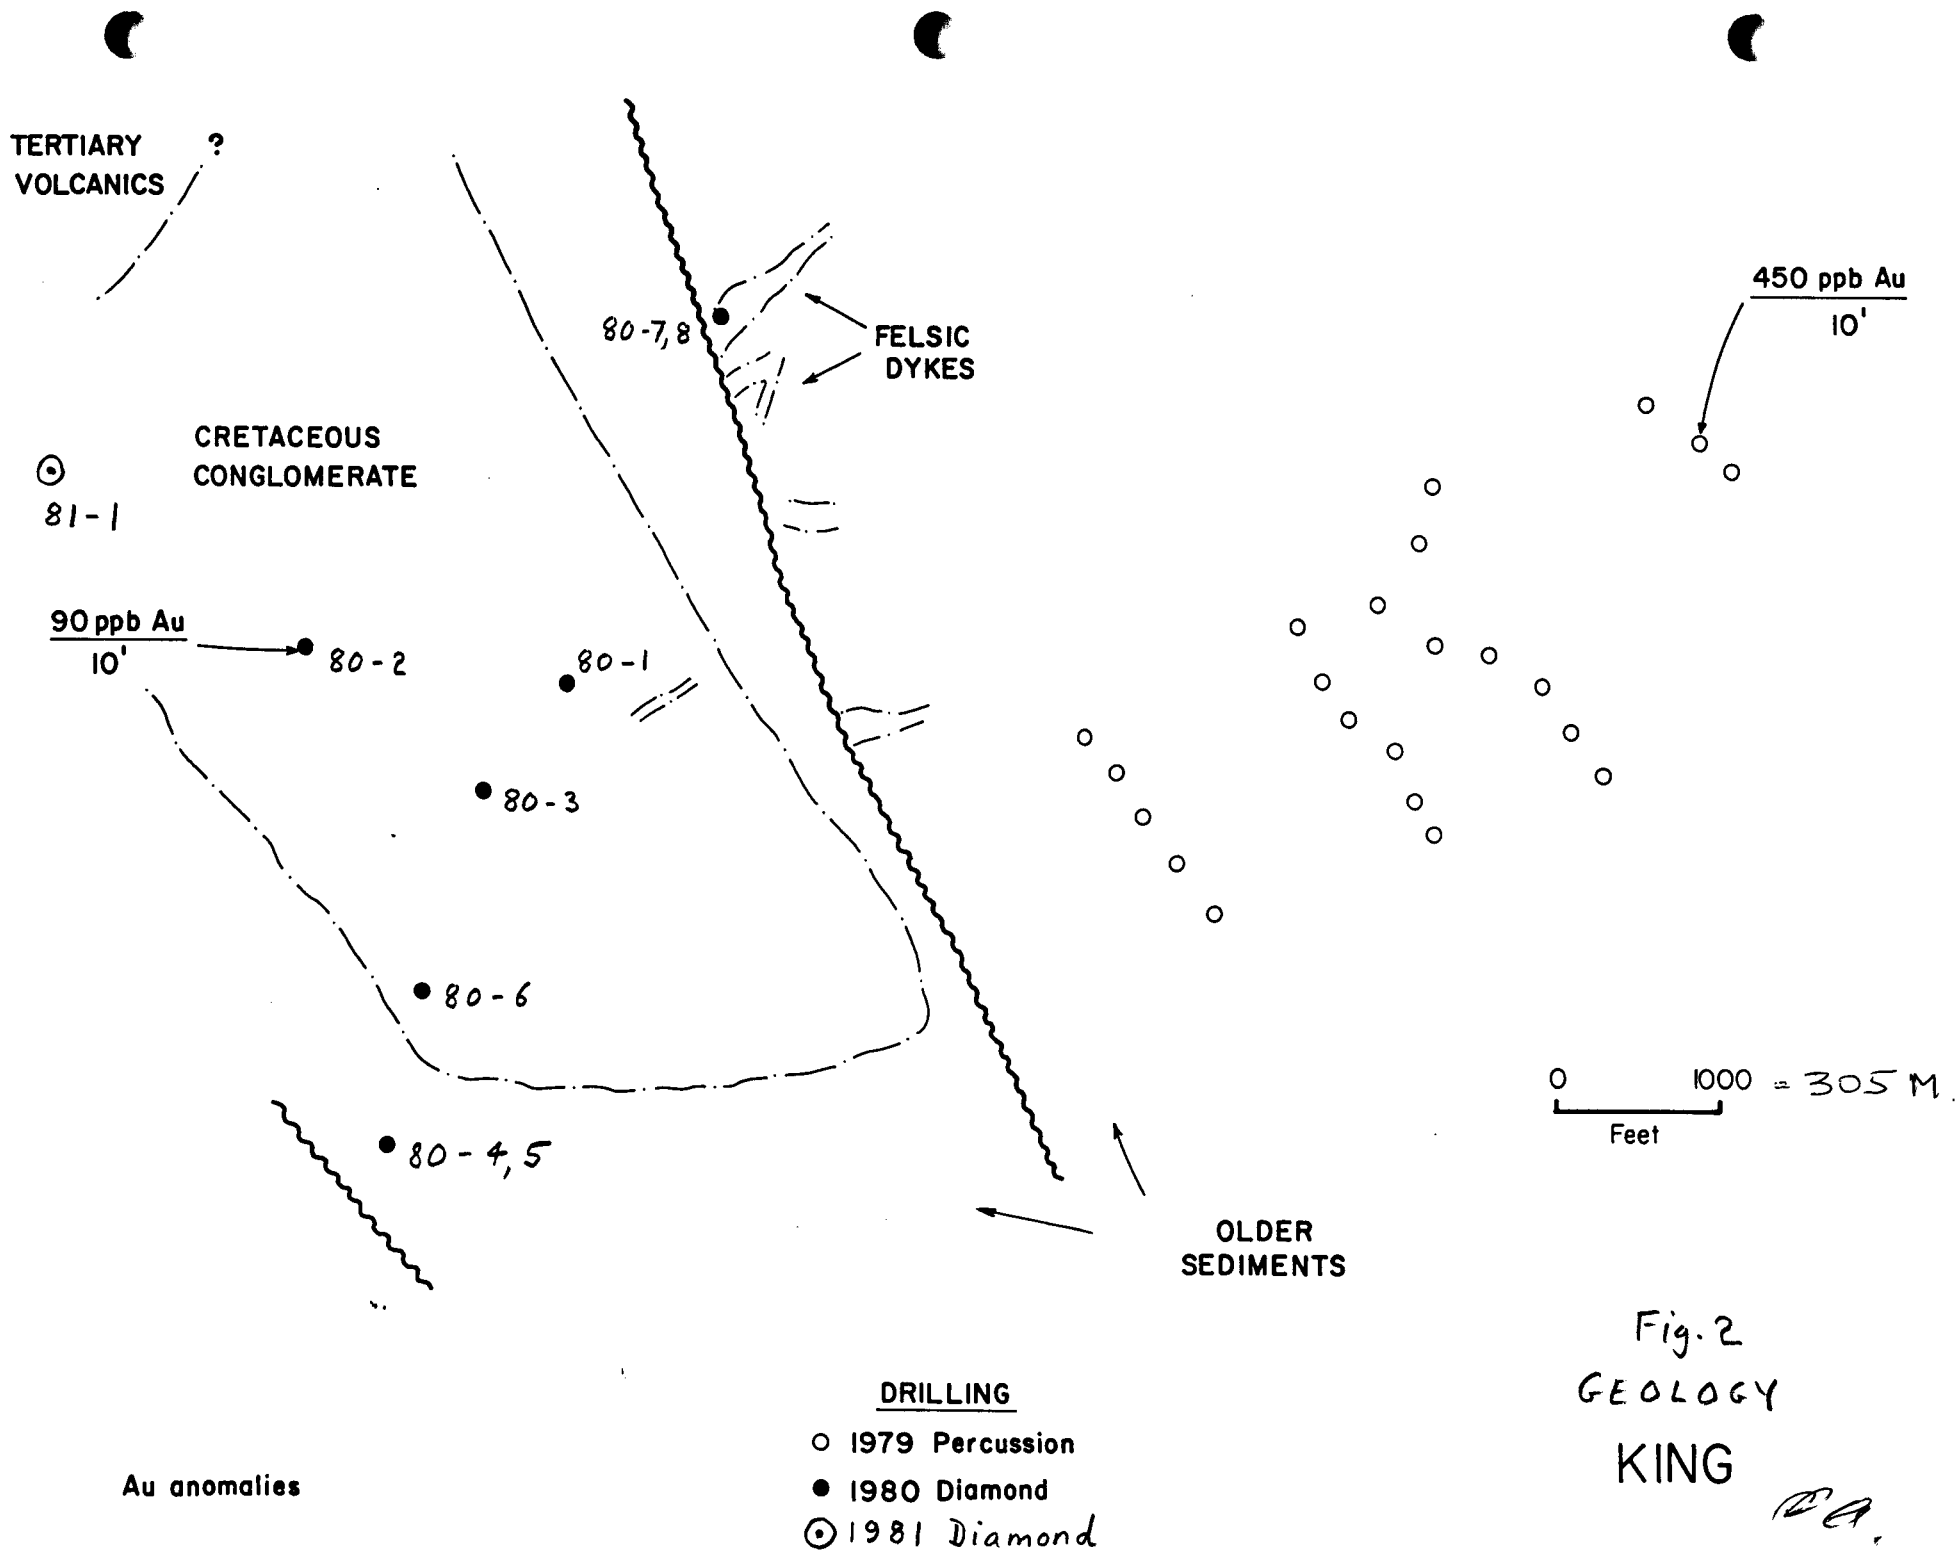 TERTIARY ?
VOLCANICS
450 ppb Au
10'
80-7,8
FELSIC
DYKES
CRETACEOUS
CONGLOMERATE
81-1
90 ppb Au
10'
80-2
80-1
80-3
80-6
0 1000 = 305 M.
Feet
80-4,5
OLDER
SEDIMENTS
Fig. 2
GEOLOGY
KING
DRILLING
1979 Percussion
1980 Diamond
1981 Diamond
Au anomalies